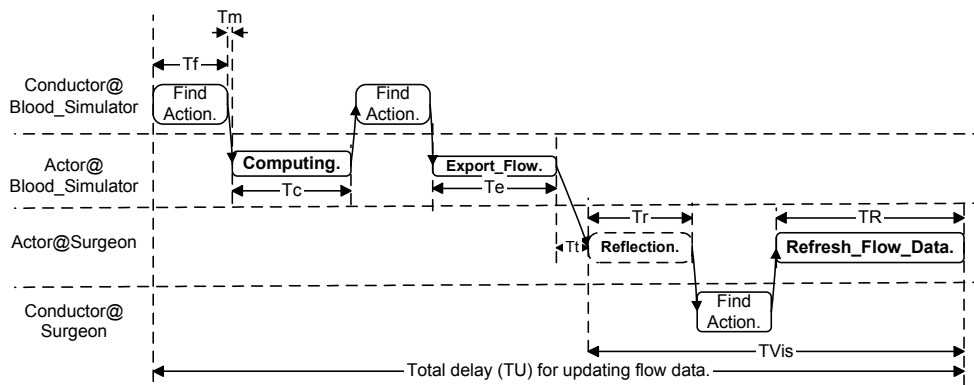 Tm
Tf
Conductor@
Blood_Simulator
Find
Action.
Find
Action.
Actor@
Blood_Simulator
Computing.
Export_Flow.
Tc
Te
Tr
TR
Actor@Surgeon
Tt
Reflection.
Refresh_Flow_Data.
Conductor@
Surgeon
Find
Action.
TVis
Total delay (TU) for updating flow data.